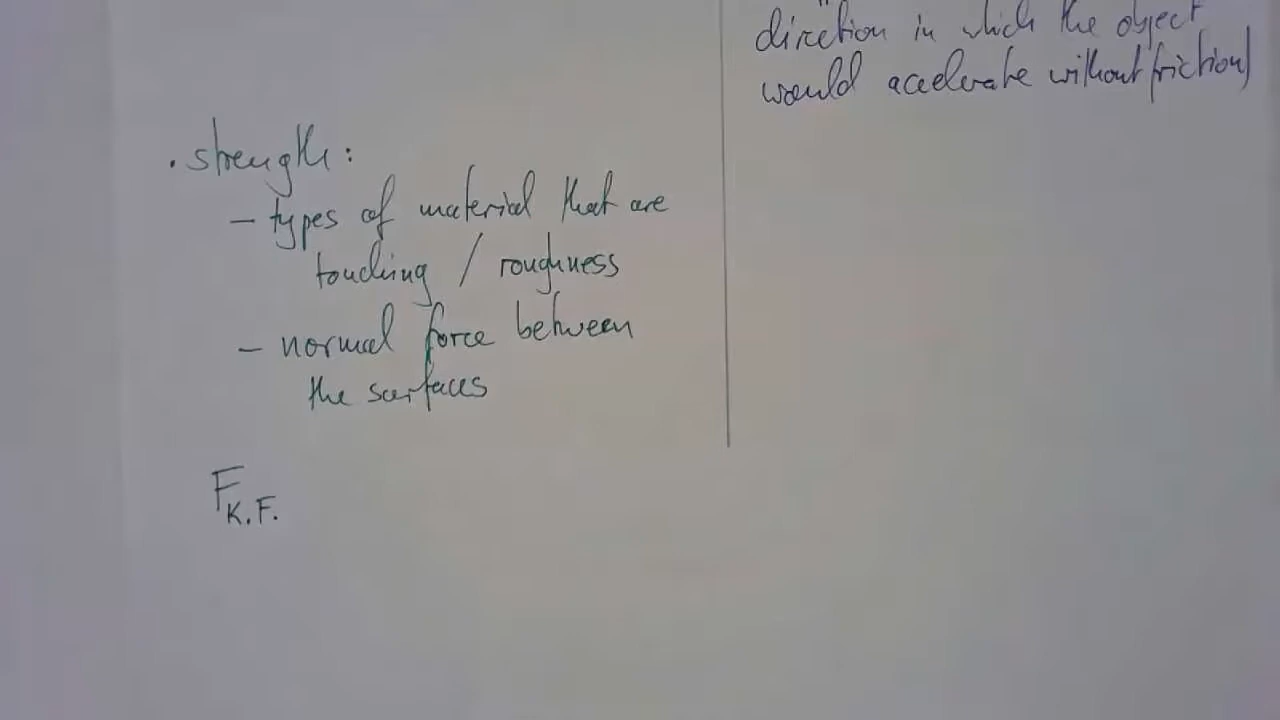 direction in which the object
would acelerate without friction)
. strength:
- types of material that are
touching / roughness
- normal force between
the surfaces
F K.F.